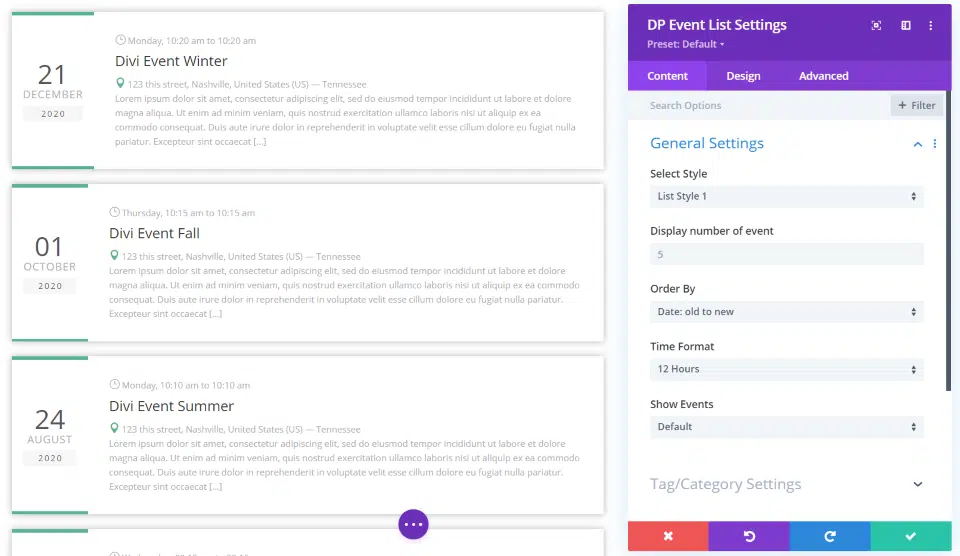 Monday, 10:20 am to 10:20 am
21
DECEMBER
2020
Divi Event Winter
123 this street, Nashville, United States (US) — Tennessee
Lorem ipsum dolor sit amet, consectetur adipiscing elit, sed do eiusmod tempor incididunt ut labore et dolore
magna aliqua. Ut enim ad minim veniam, quis nostrud exercitation ullamco laboris nisi ut aliquip ex ea
commodo consequat. Duis aute irure dolor in reprehenderit in voluptate velit esse cillum dolore eu fugiat nulla
pariatur. Excepteur sint occaecat [...]
Thursday, 10:15 am to 10:15 am
01
OCTOBER
2020
Divi Event Fall
123 this street, Nashville, United States (US) — Tennessee
Lorem ipsum dolor sit amet, consectetur adipiscing elit, sed do eiusmod tempor incididunt ut labore et dolore
magna aliqua. Ut enim ad minim veniam, quis nostrud exercitation ullamco laboris nisi ut aliquip ex ea commodo
consequat. Duis aute irure dolor in reprehenderit in voluptate velit esse cillum dolore eu fugiat nulla pariatur.
Excepteur sint occaecat [...]
Monday, 10:10 am to 10:10 am
24
AUGUST
2020
Divi Event Summer
123 this street, Nashville, United States (US) — Tennessee
Lorem ipsum dolor sit amet, consectetur adipiscing elit, sed do eiusmod tempor incididunt ut labore et dolore
magna aliqua. Ut enim ad minim veniam, quis nostrud exercitation ullamco laboris nisi ut aliquip ex ea commodo
consequat. Duis aute irure dolor in reprehenderit in voluptate velit esse cillum dolore eu fugiat nulla pariatur.
Excepteur sint occaecat [...]
DP Event List Settings
Preset: Default
Content Design Advanced
Search Options + Filter
General Settings
Select Style
List Style 1
Display number of event
5
Order By
Date: old to new
Time Format
12 Hours
Show Events
Default
Tag/Category Settings